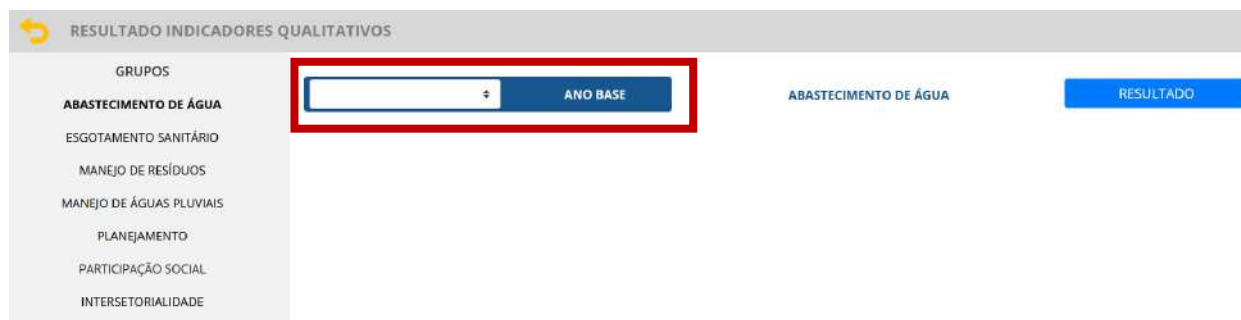 RESULTADO INDICADORES QUALITATIVOS
GRUPOS
ABASTECIMENTO DE ÁGUA
ESGOTAMENTO SANITÁRIO
MANEJO DE RESÍDUOS
MANEJO DE ÁGUAS PLUVIAIS
PLANEJAMENTO
PARTICIPAÇÃO SOCIAL
INTERSETORIALIDADE
ANO BASE
ABASTECIMENTO DE ÁGUA
RESULTADO